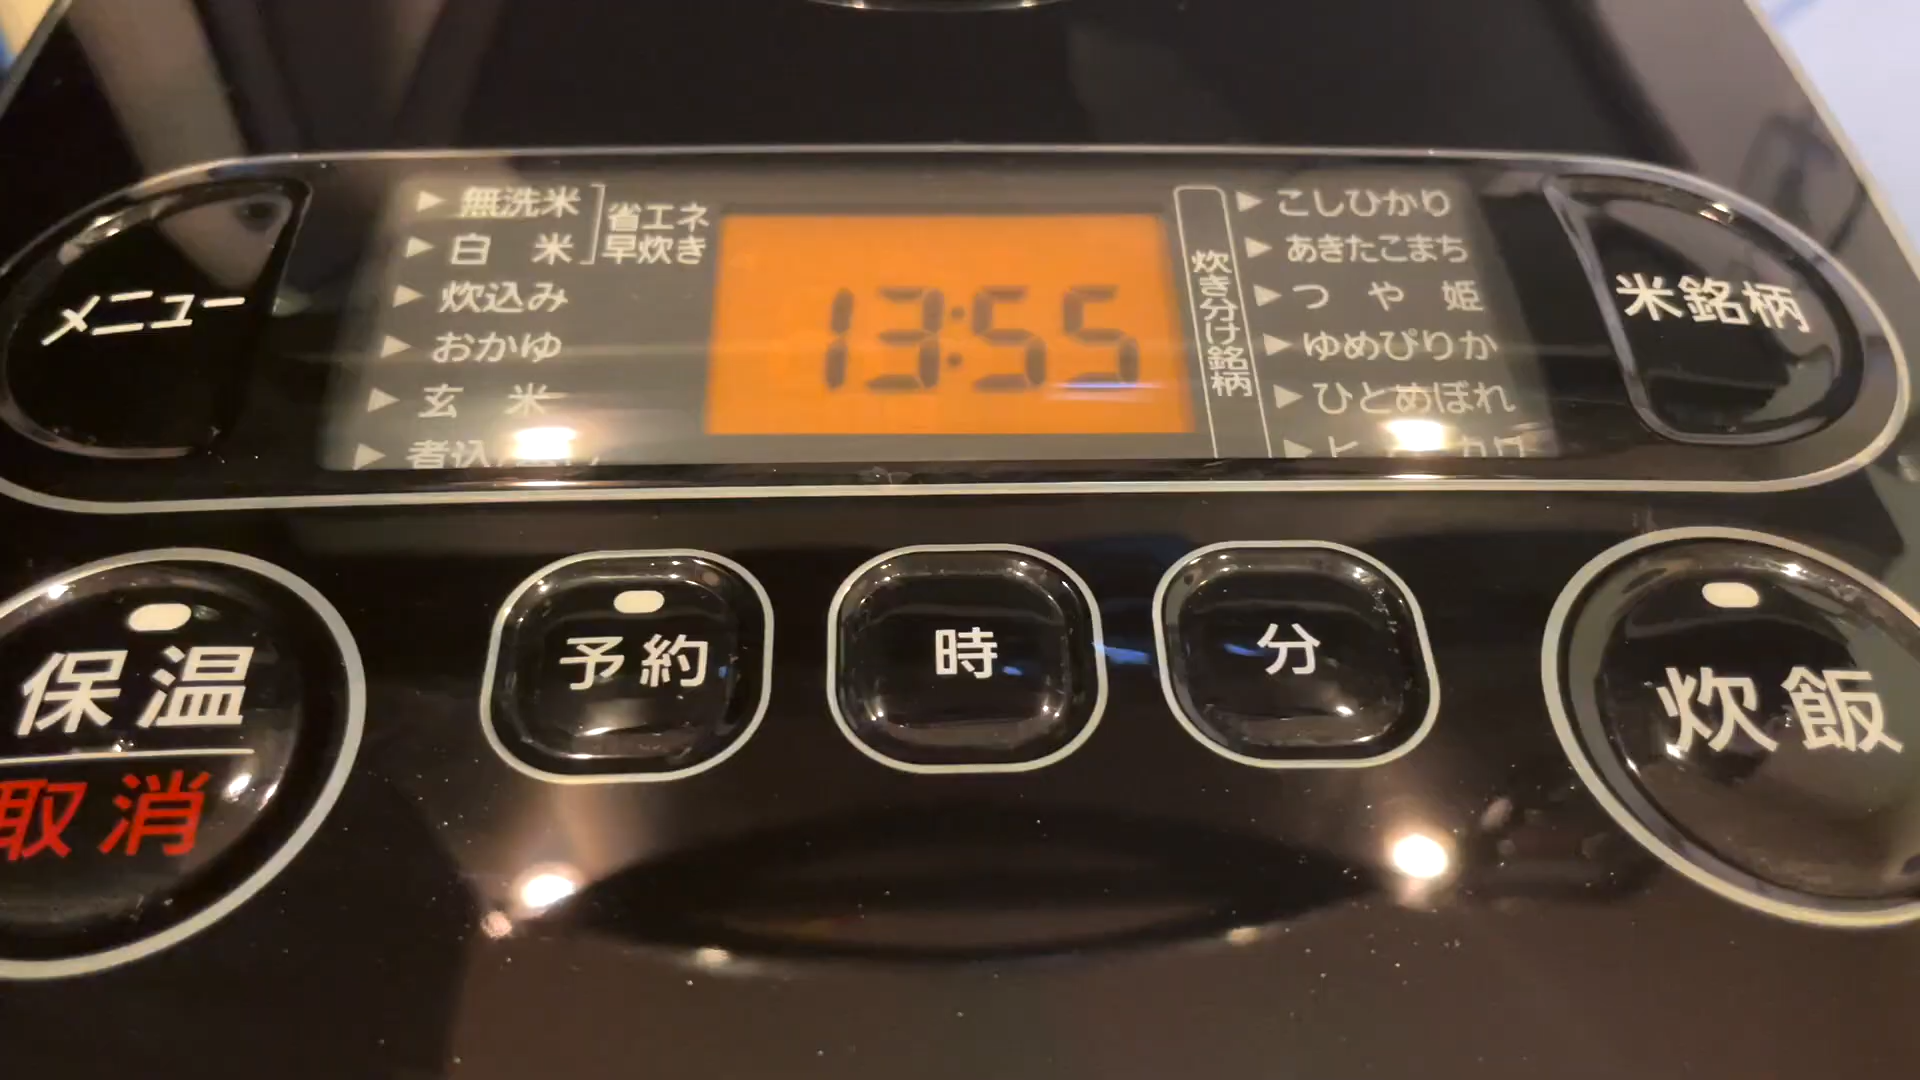 メニュー
無洗米
白 米
省エネ
早炊き
炊込み
おかゆ
玄 米
13:55
炊き分け銘柄
こしひかり
あきたこまち
つ や 姫
ゆめぴりか
ひとめぼれ
米銘柄
保温
取消
予約
時
分
炊飯